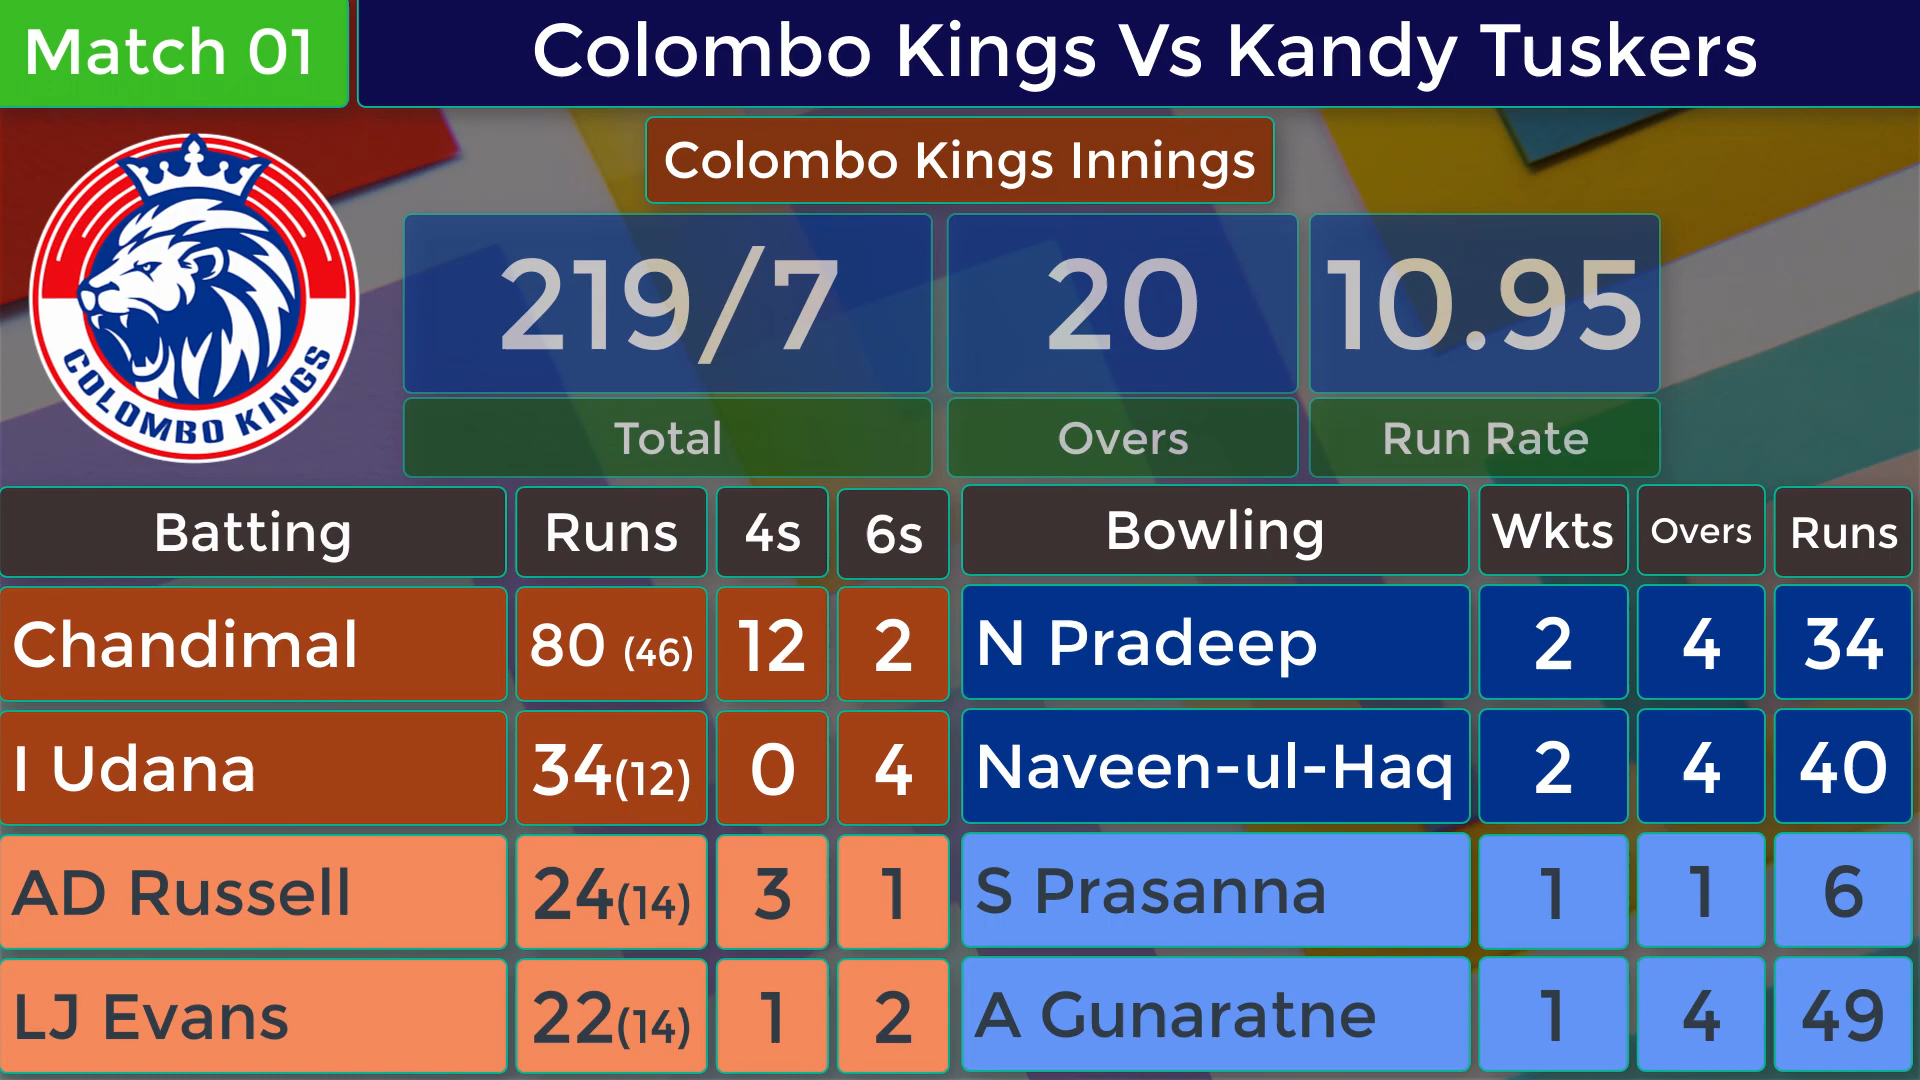 Match 01
Colombo Kings Vs Kandy Tuskers
COLOMBO KINGS
Colombo Kings Innings
219/7 20 10.95
Total Overs Run Rate
Batting Runs 4s 6s
Chandimal 80 (46) 12 2
I Udana 34(12) 0 4
AD Russell 24(14) 3 1
LJ Evans 22(14) 1 2
Bowling Wkts Overs Runs
N Pradeep 2 4 34
Naveen-ul-Haq 2 4 40
S Prasanna 1 1 6
A Gunaratne 1 4 49